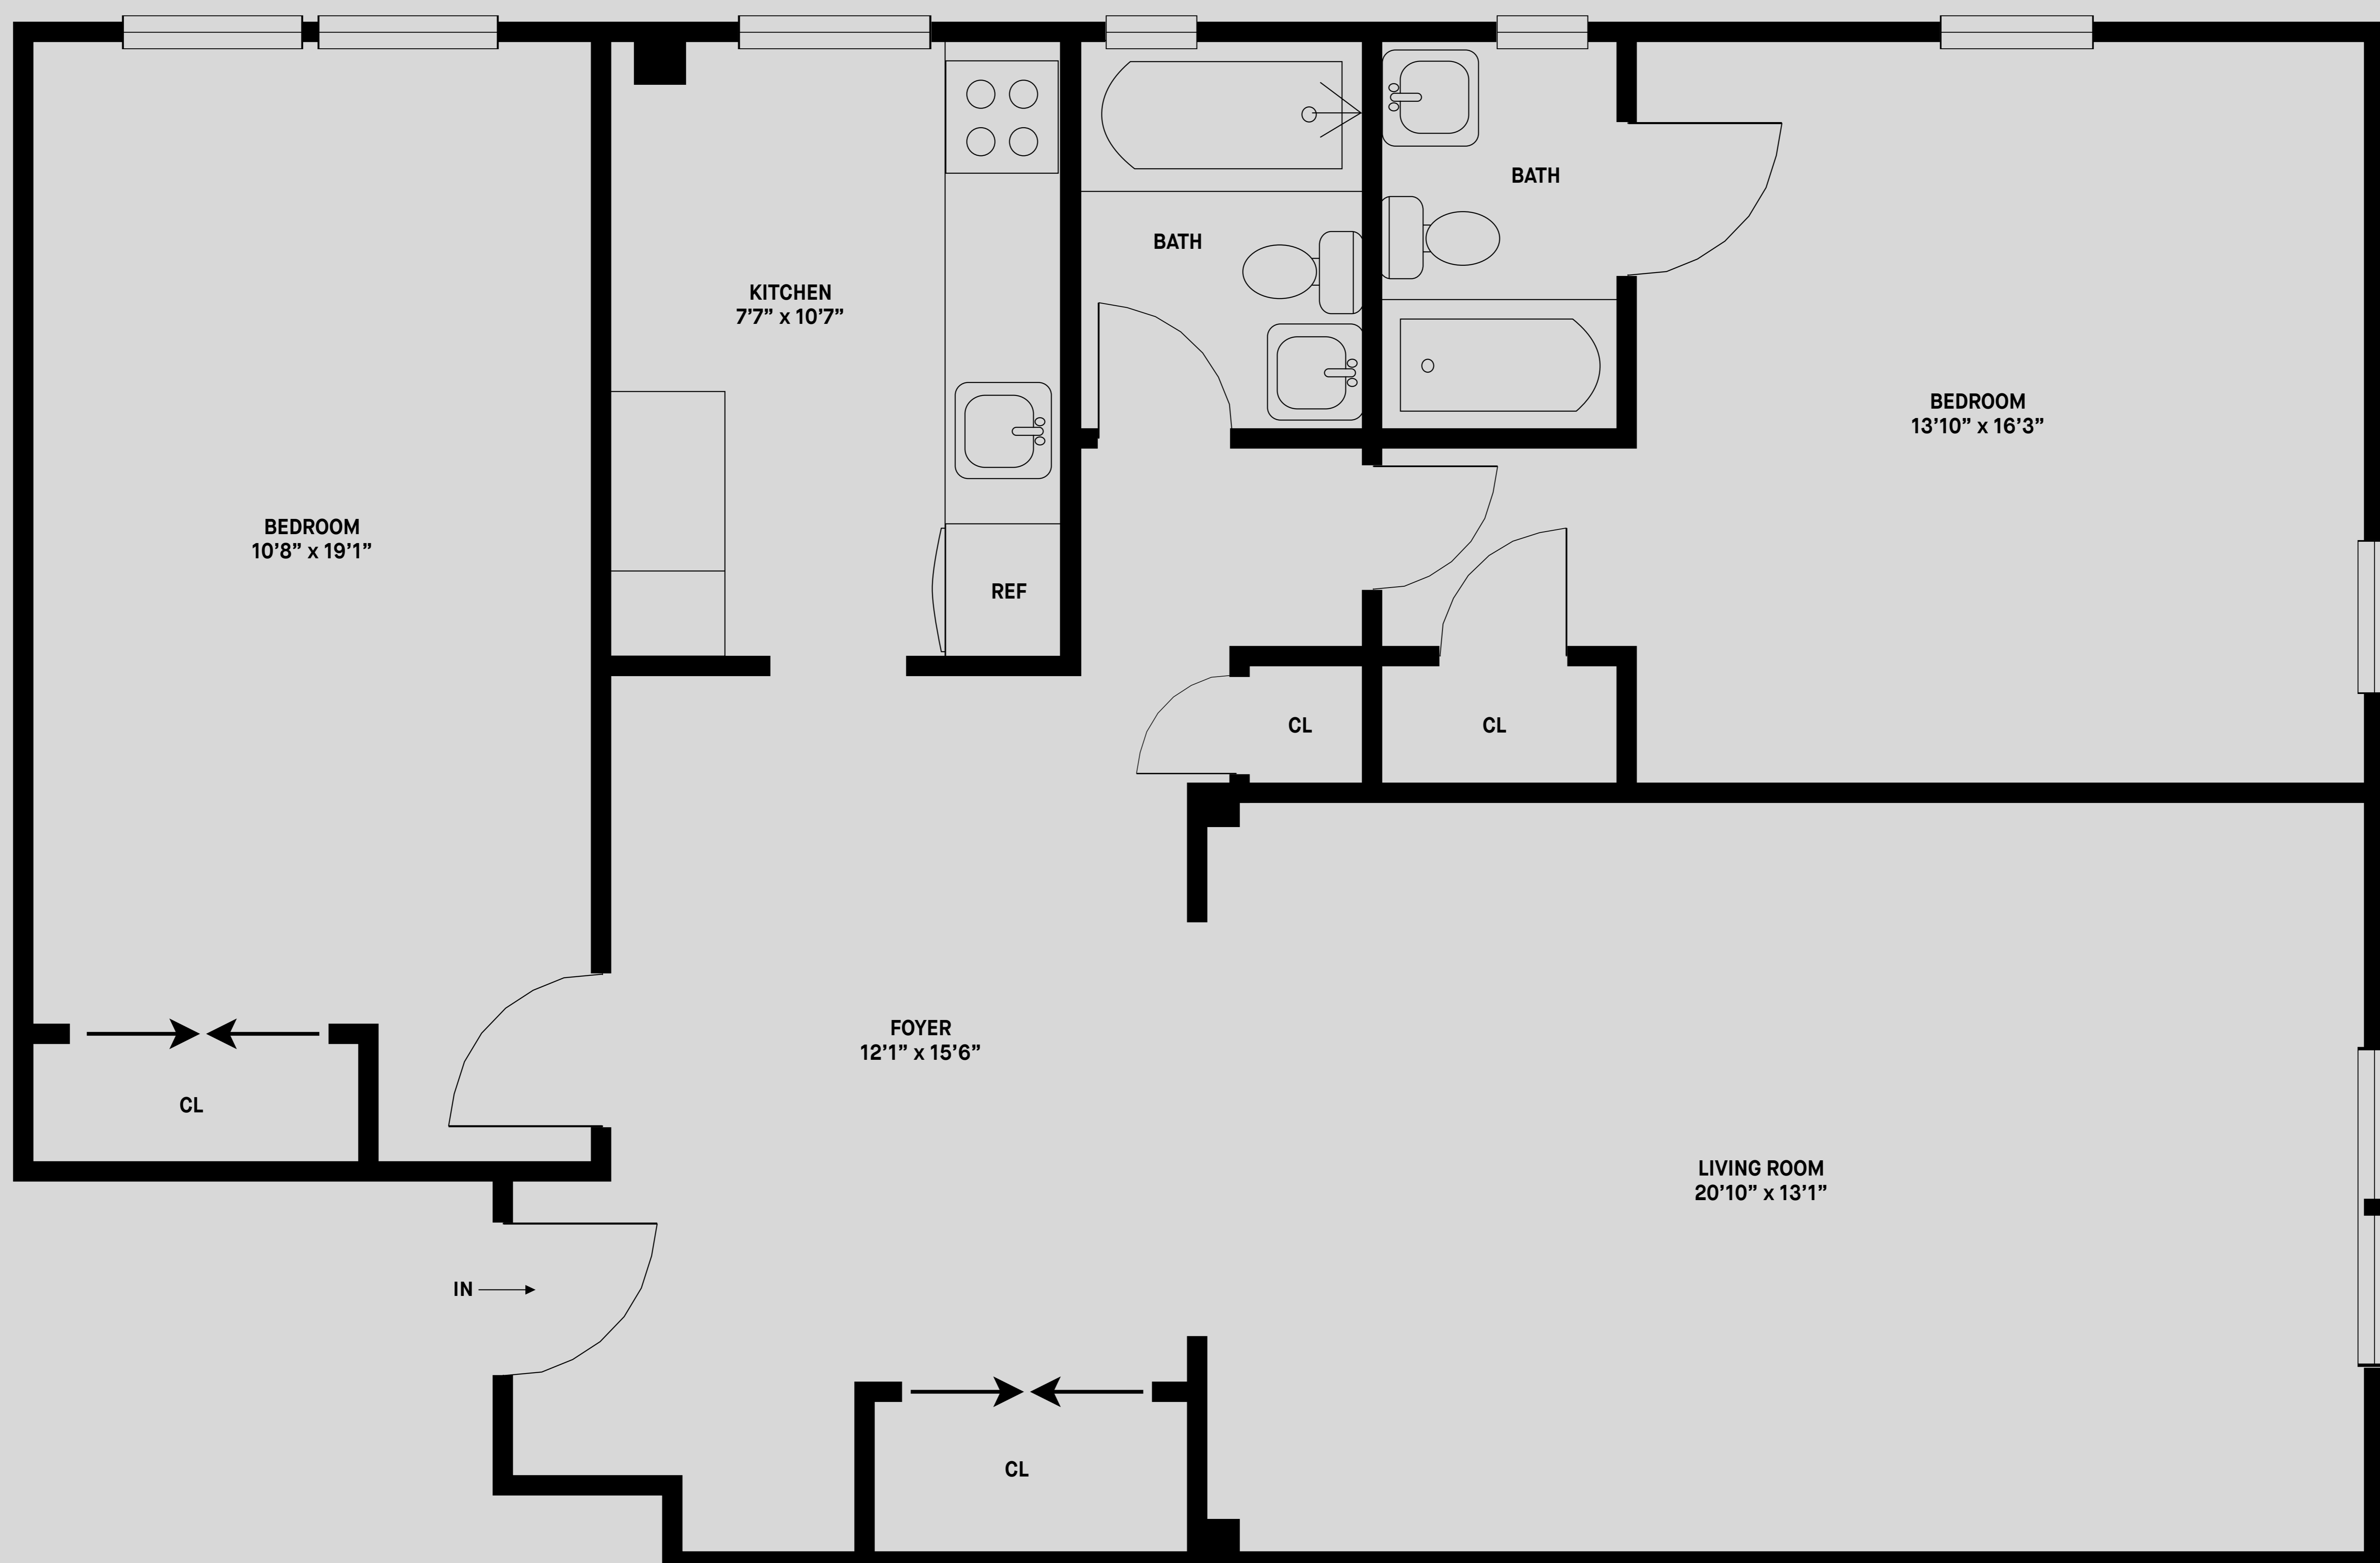 BATH
BATH
KITCHEN
7’7” x 10’7”
BEDROOM
13’10” x 16’3”
BEDROOM
10’8” x 19’1”
REF
CL
CL
FOYER
12’1” x 15’6”
CL
LIVING ROOM
20’10” x 13’1”
IN
CL